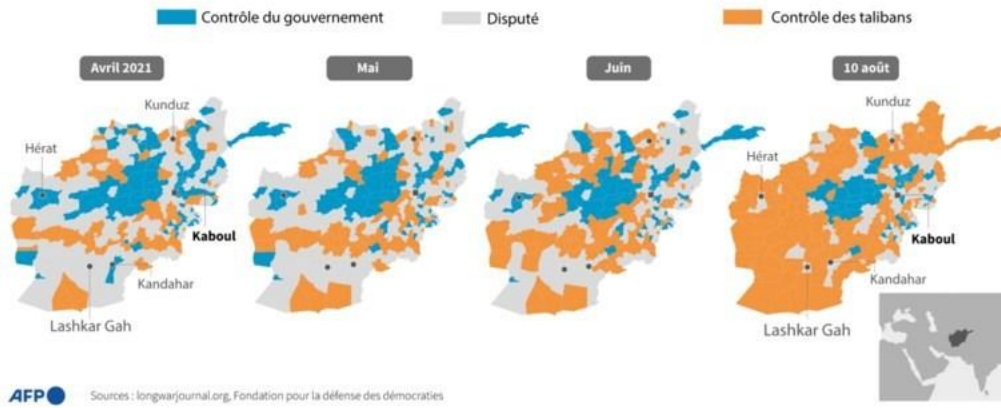 Contrôle du gouvernement
Disputé
Contrôle des talibans
Avril 2021
Mai
Juin
10 août
Kunduz
Hérat
Kaboul
Kandahar
Lashkar Gah
Kunduz
Hérat
Kaboul
Kandahar
Lashkar Gah
AFP
Sources : longwarjournal.org, Fondation pour la défense des démocraties